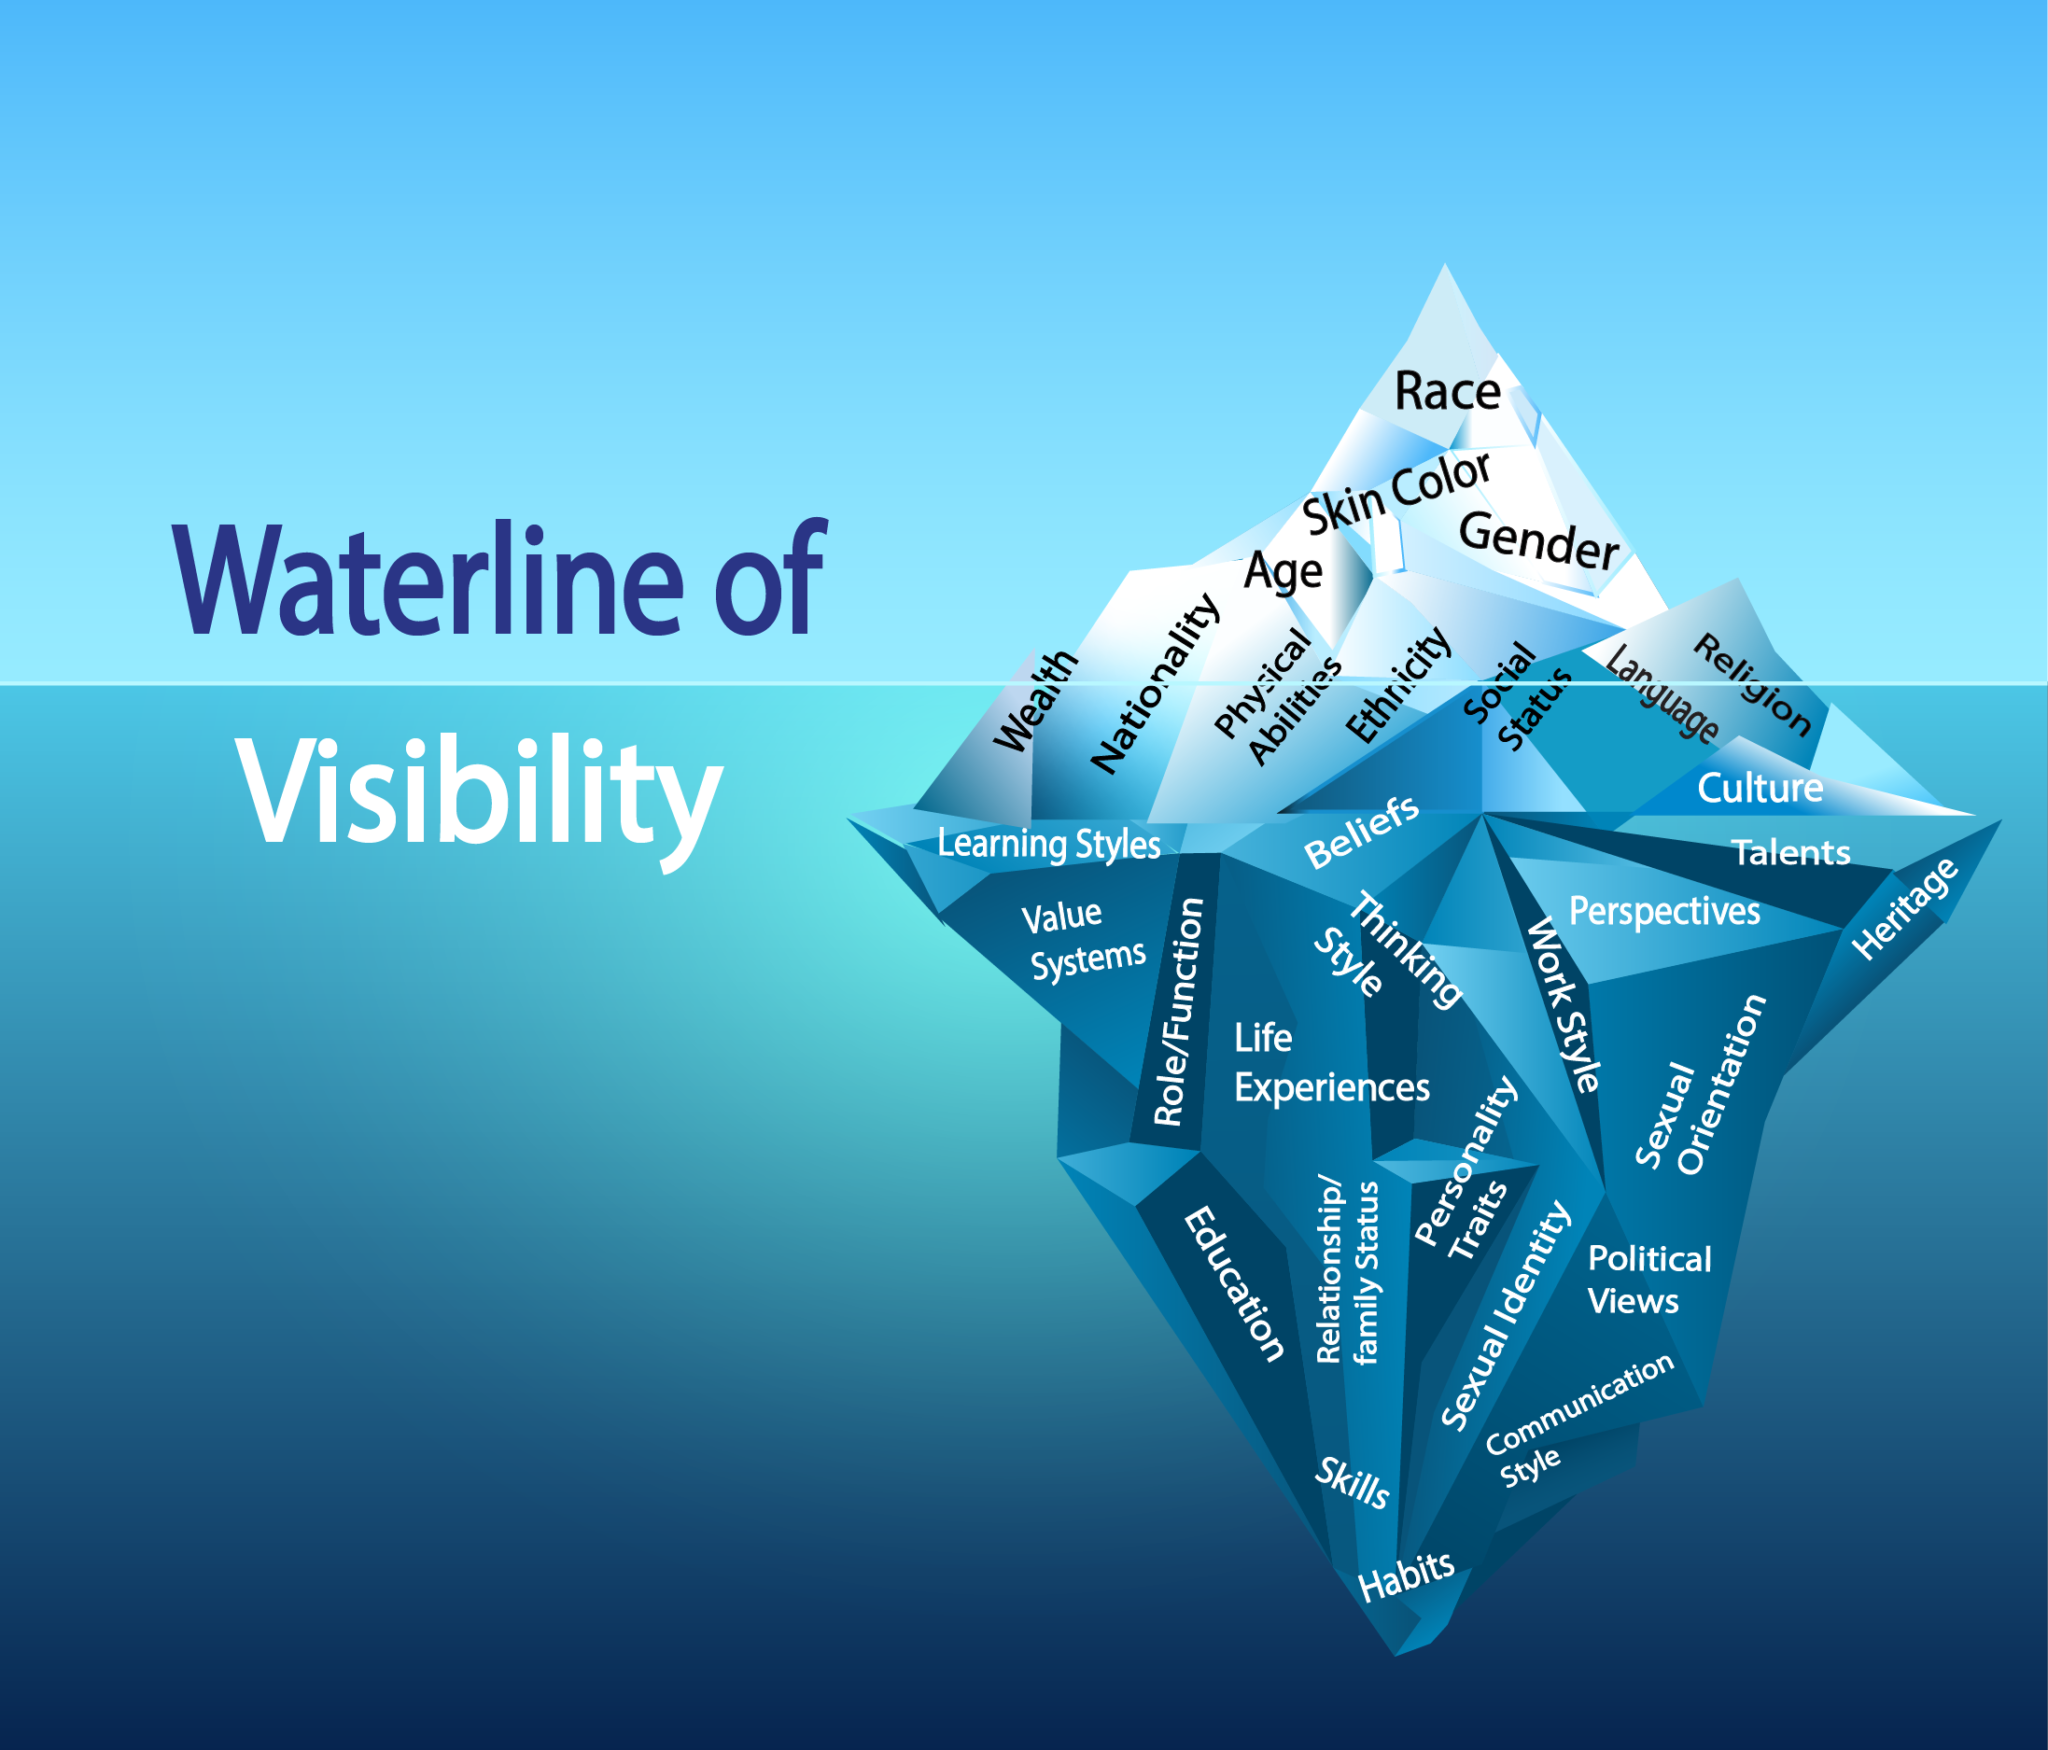 Waterline of
Visibility
Race
Skin Color
Gender
Age
Wealth
Nationality
Physical
Abilities
Ethnicity
Social
Status
Language
Religion
Culture
Learning Styles
Beliefs
Talents
Value
Systems
Role/Function
Thinking
Style
Perspectives
Heritage
Work Style
Life
Experiences
Sexual
Orientation
Personality
Traits
Education
Relationship/
family Status
Sexual Identity
Political
Views
Communication
Style
Skills
Habits